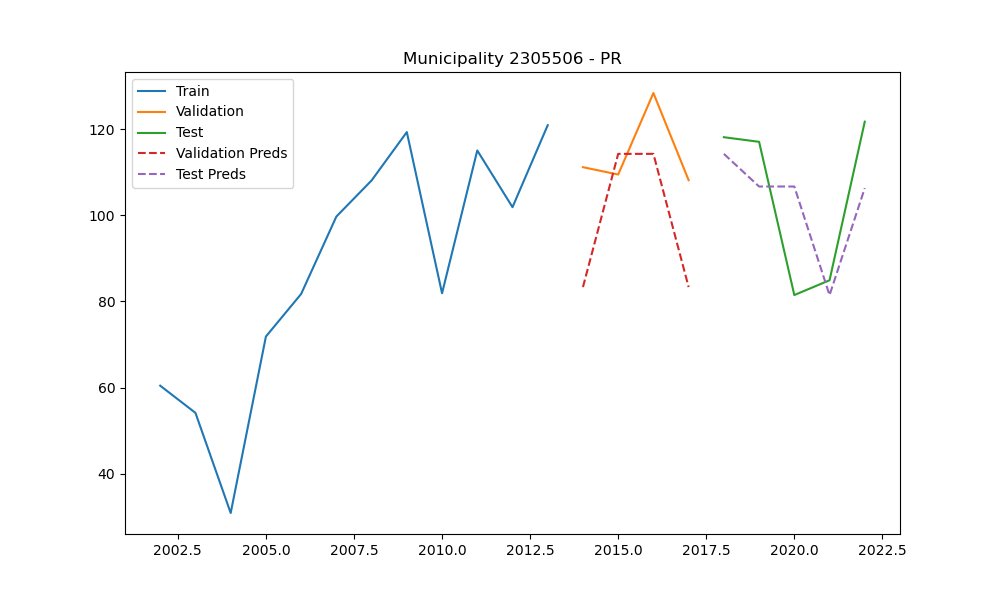 Municipality 2305506 - PR
Train
Validation
Test
Validation Preds
Test Preds
120
100
80
60
40
2002.5 2005.0 2007.5 2010.0 2012.5 2015.0 2017.5 2020.0 2022.5